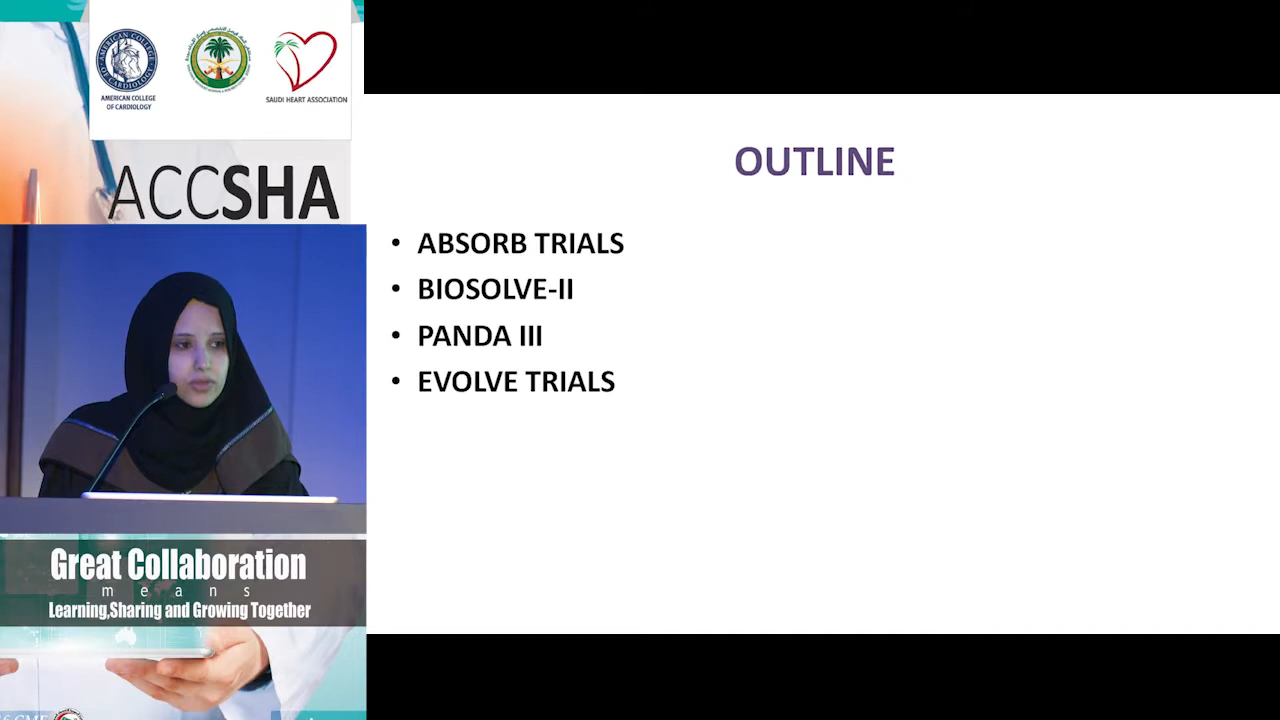 AMERICAN COLLEGE
OF CARDIOLOGY
SAUDI HEART ASSOCIATION
ACCSHA
Great Collaboration
means
Learning,Sharing and Growing Together
OUTLINE
• ABSORB TRIALS
• BIOSOLVE-II
• PANDA III
• EVOLVE TRIALS